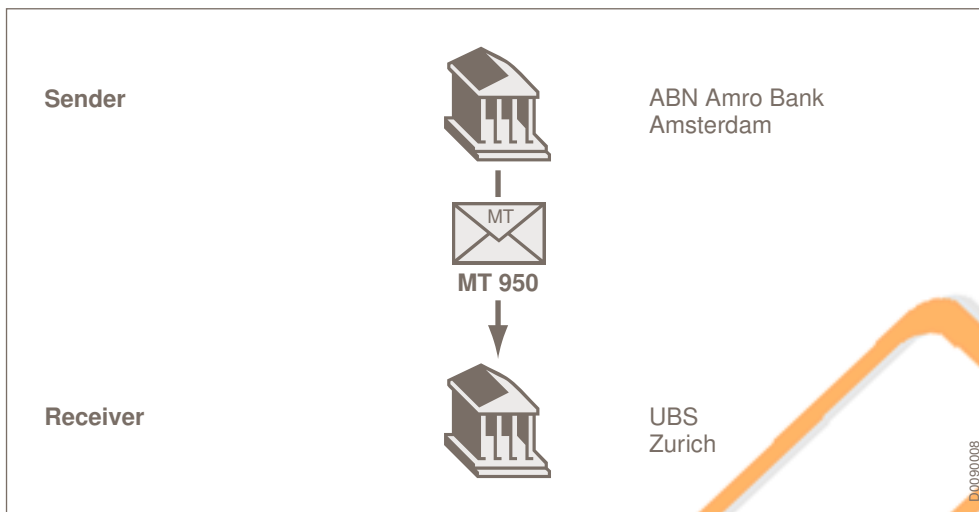 Sender
ABN Amro Bank
Amsterdam
MT
MT 950
Receiver
UBS
Zurich
D0090008